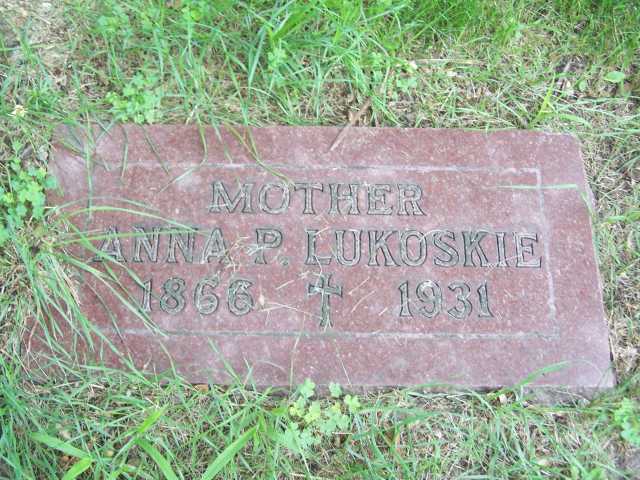 MOTHER
ANNA P. LUKOSKIE
1866 1931